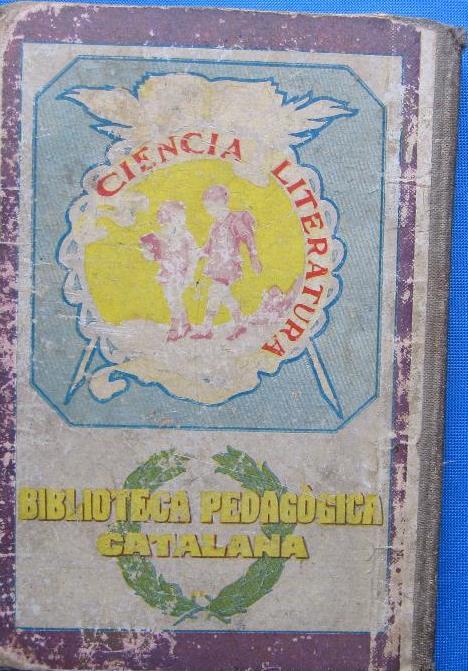 CIENCIA LITERATURA
BIBLIOTECA PEDAGÒGICA
CATALANA